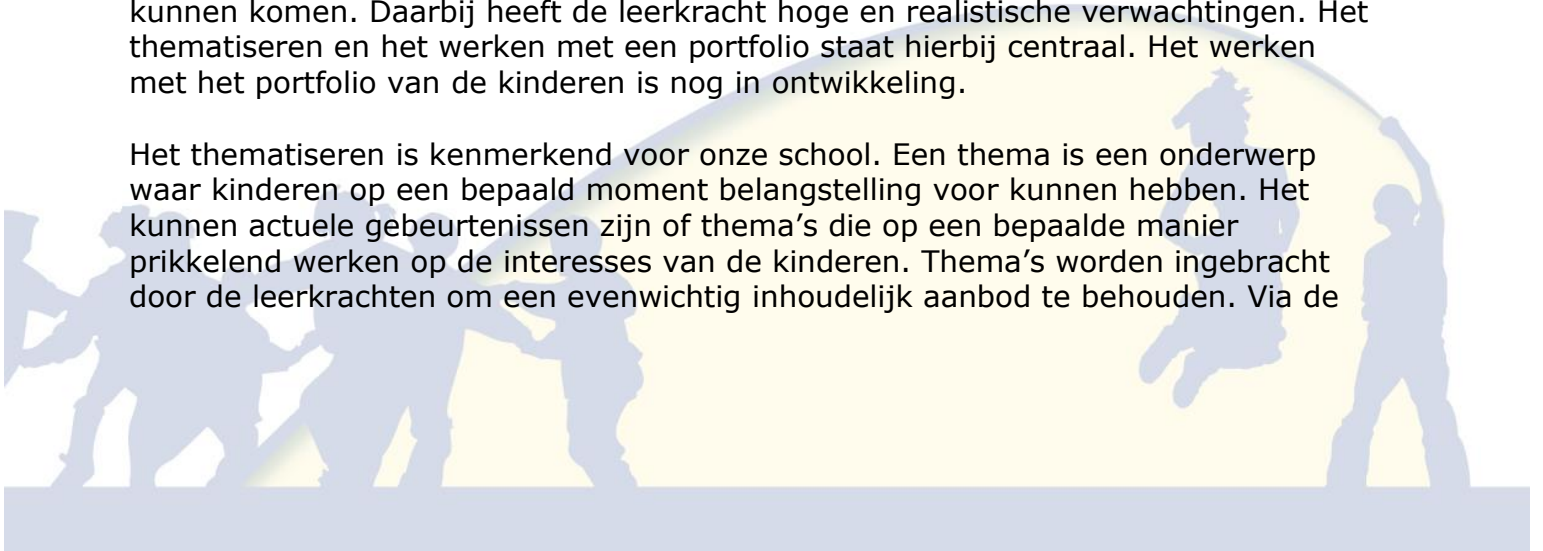 kunnen komen. Daarbij heeft de leerkracht hoge en realistische verwachtingen. Het
thematiseren en het werken met een portfolio staat hierbij centraal. Het werken
met het portfolio van de kinderen is nog in ontwikkeling.
Het thematiseren is kenmerkend voor onze school. Een thema is een onderwerp
waar kinderen op een bepaald moment belangstelling voor kunnen hebben. Het
kunnen actuele gebeurtenissen zijn of thema’s die op een bepaalde manier
prikkelend werken op de interesses van de kinderen. Thema’s worden ingebracht
door de leerkrachten om een evenwichtig inhoudelijk aanbod te behouden. Via de